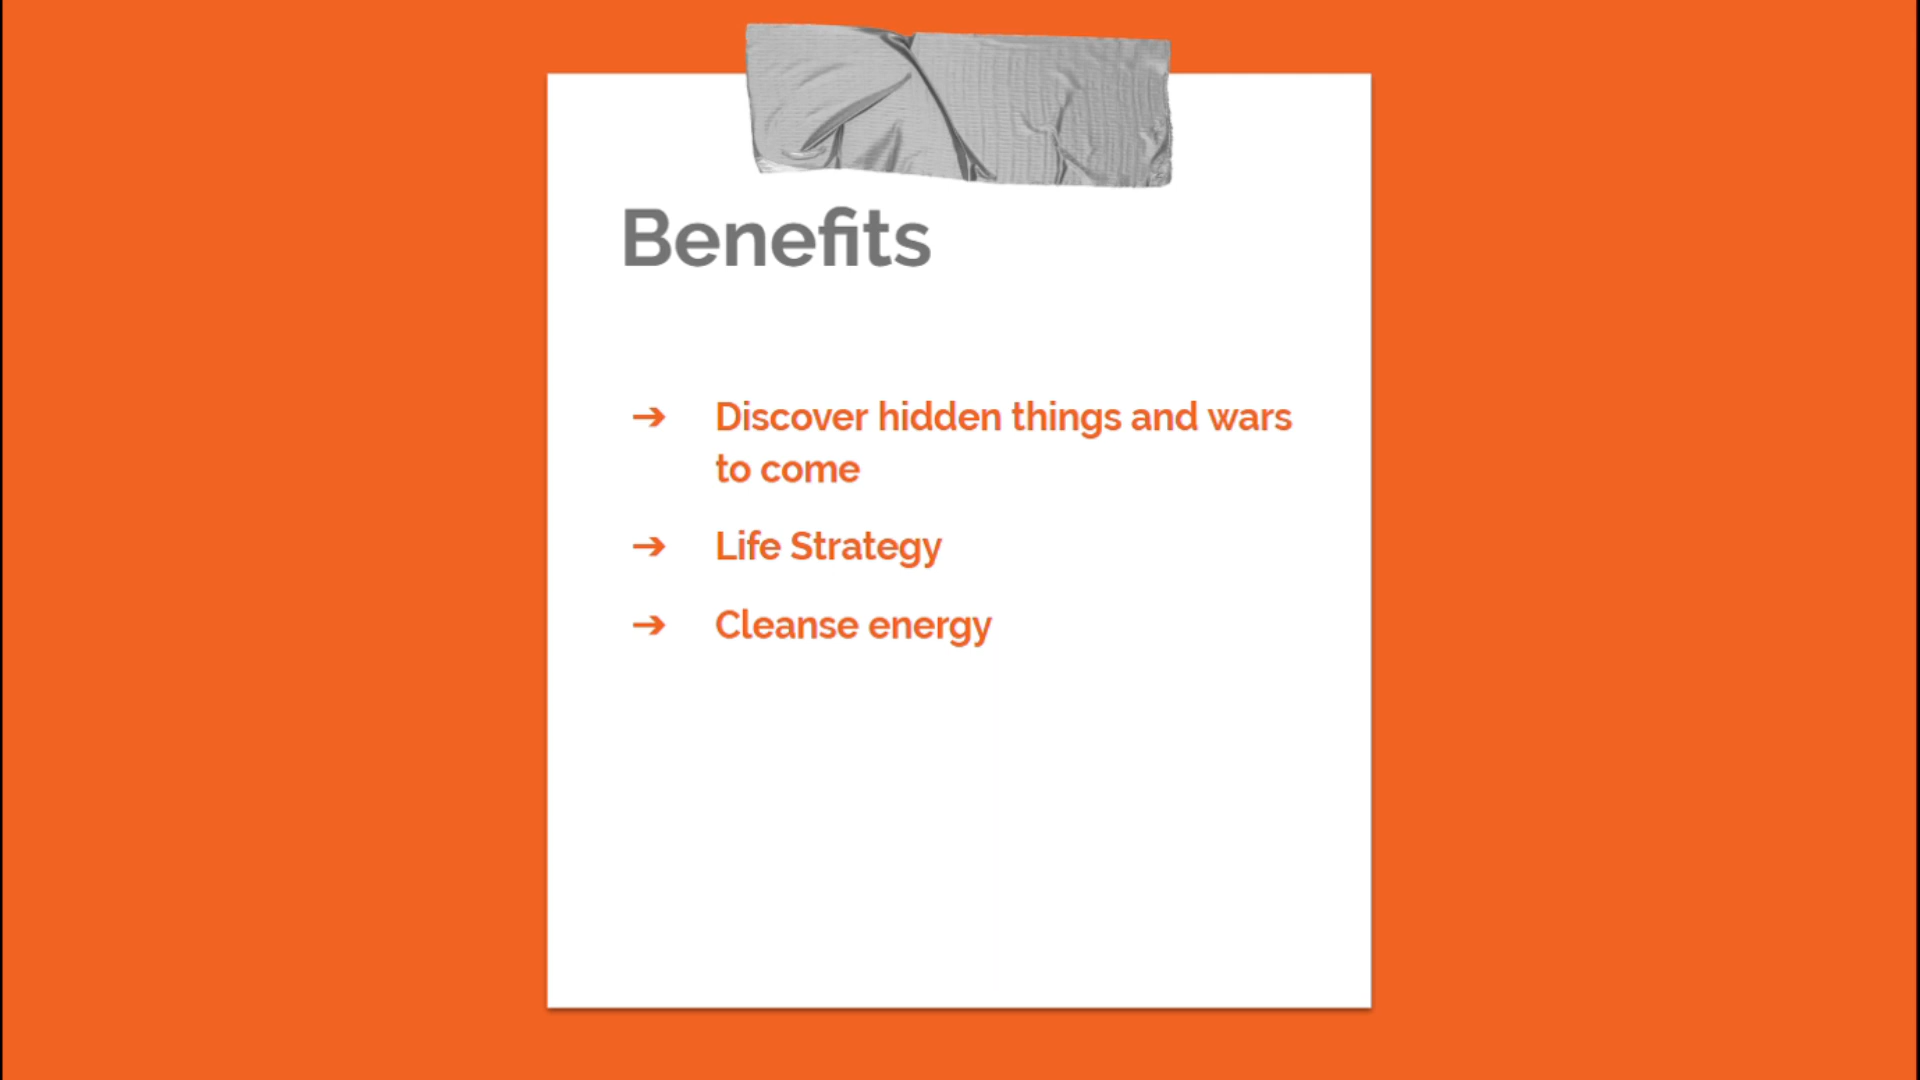 Benefits
➔ Discover hidden things and wars
to come
➔ Life Strategy
➔ Cleanse energy